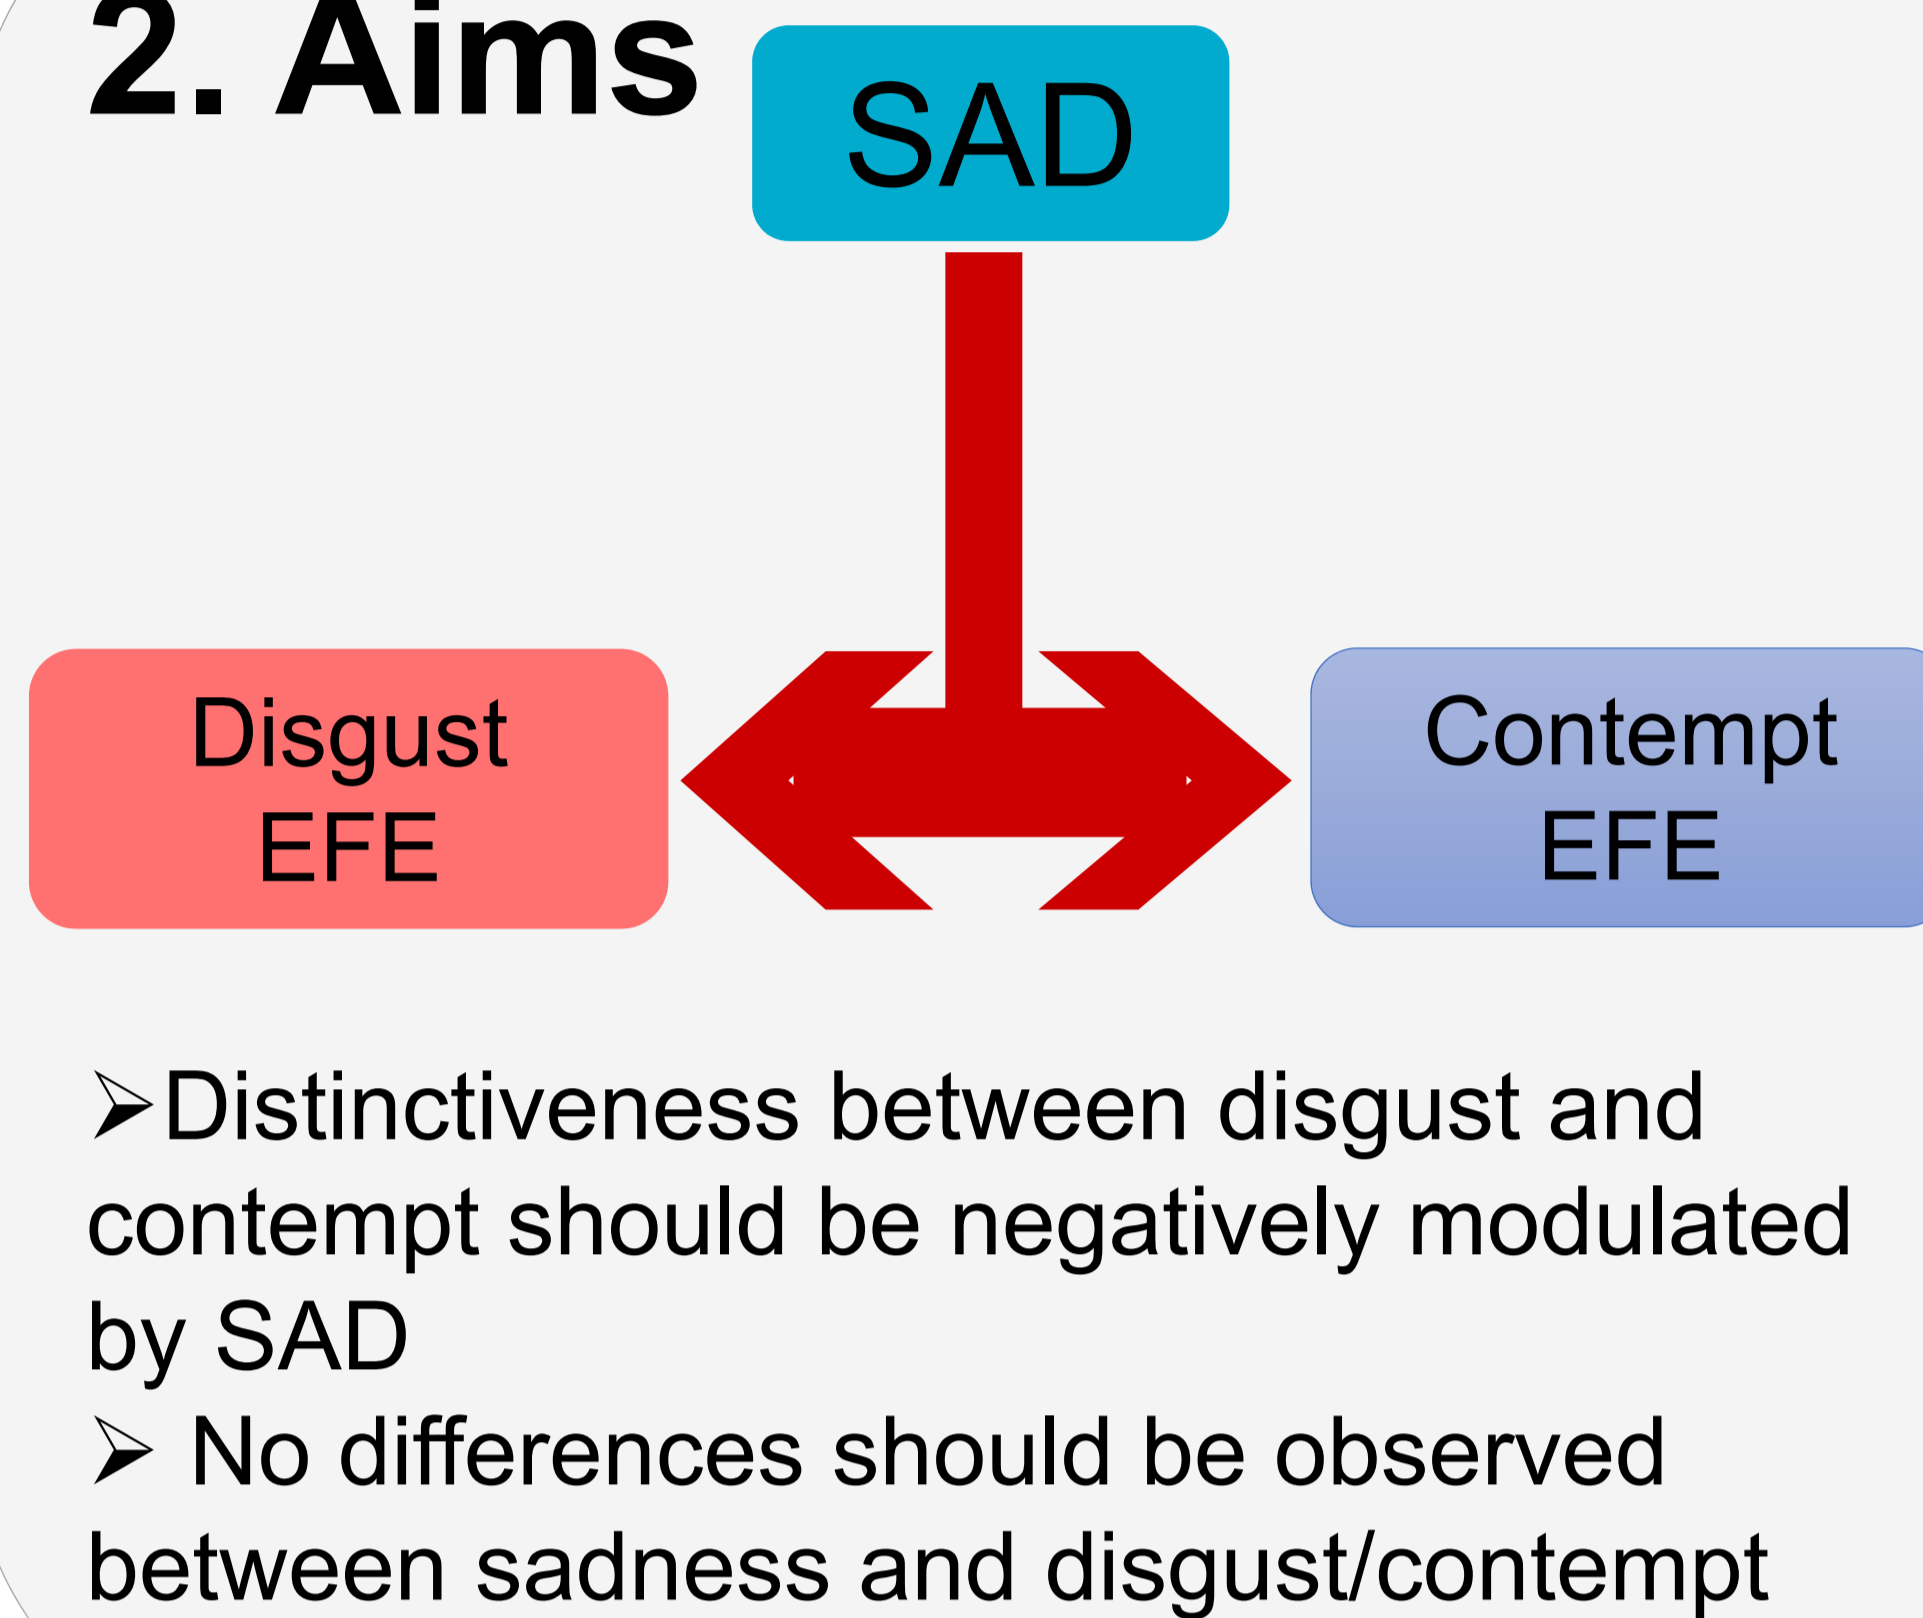 2. Aims
SAD
Disgust
EFE
Contempt
EFE
➢Distinctiveness between disgust and
contempt should be negatively modulated
by SAD
➢ No differences should be observed
between sadness and disgust/contempt